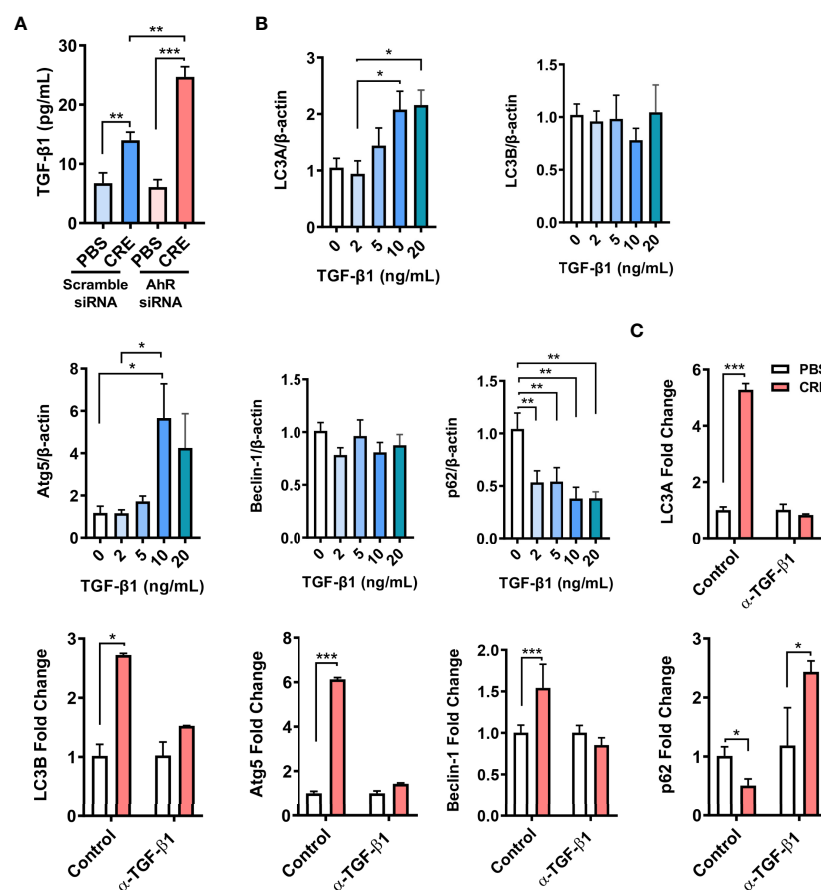 A
TGF-β1 (pg/mL)
30
20
10
0
**
**
***
PBS
CRE
PBS
CRE
Scramble
siRNA
AhR
siRNA
B
LC3A/β-actin
3
2
1
0
*
*
0
2
5
10
20
TGF-β1 (ng/mL)
LC3B/β-actin
1.5
1.0
0.5
0.0
0
2
5
10
20
TGF-β1 (ng/mL)
Atg5/β-actin
8
6
4
2
0
*
*
0
2
5
10
20
TGF-β1 (ng/mL)
Beclin-1/β-actin
1.5
1.0
0.5
0.0
0
2
5
10
20
TGF-β1 (ng/mL)
p62/β-actin
1.5
1.0
0.5
0.0
**
**
**
**
0
2
5
10
20
TGF-β1 (ng/mL)
C
LC3A Fold Change
6
4
2
0
***
PBS
CRE
Control
α-TGF-β1
LC3B Fold Change
3
2
1
0
*
Control
α-TGF-β1
Atg5 Fold Change
8
6
4
2
0
***
Control
α-TGF-β1
Beclin-1 Fold Change
2.0
1.5
1.0
0.5
0.0
***
Control
α-TGF-β1
p62 Fold Change
3
2
1
0
*
*
Control
α-TGF-β1